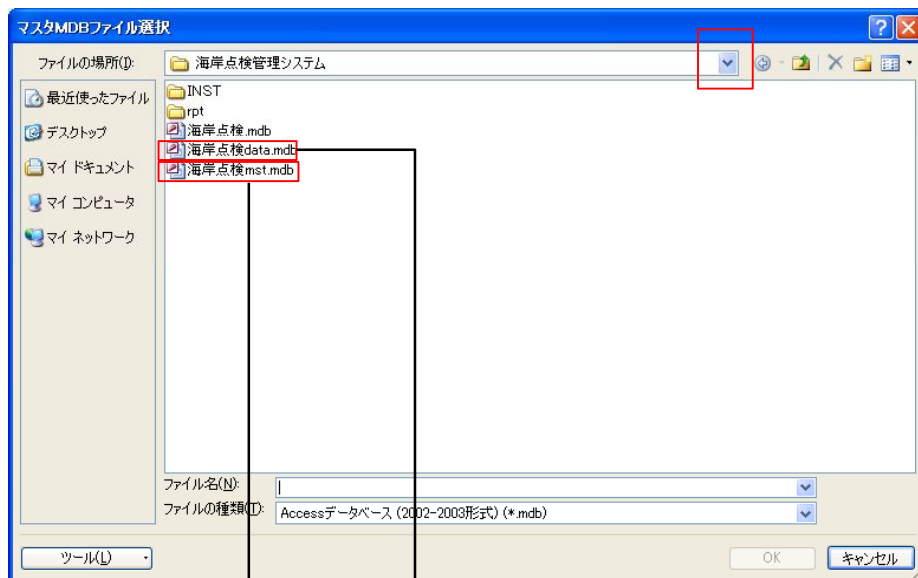 マスタMDBファイル選択
ファイルの場所(I):
海岸点検管理システム
最近使ったファイル
デスクトップ
マイ ドキュメント
マイ コンピュータ
マイ ネットワーク
INST
rpt
海岸点検.mdb
海岸点検data.mdb
海岸点検mst.mdb
ファイル名(N):
ファイルの種類(T):
Accessデータベース (2002-2003形式) (*.mdb)
ツール(L)
OK
キャンセル